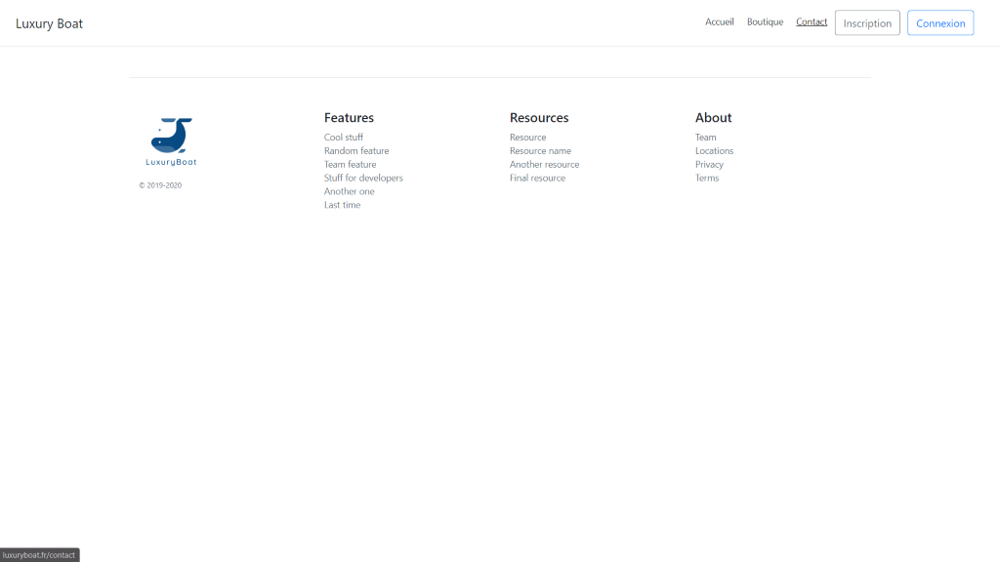 Luxury Boat
Accueil
Boutique
Contact
Inscription
Connexion
LuxuryBoat
© 2019-2020
Features
Cool stuff
Random feature
Team feature
Stuff for developers
Another one
Last time
Resources
Resource
Resource name
Another resource
Final resource
About
Team
Locations
Privacy
Terms
luxuryboat.fr/contact